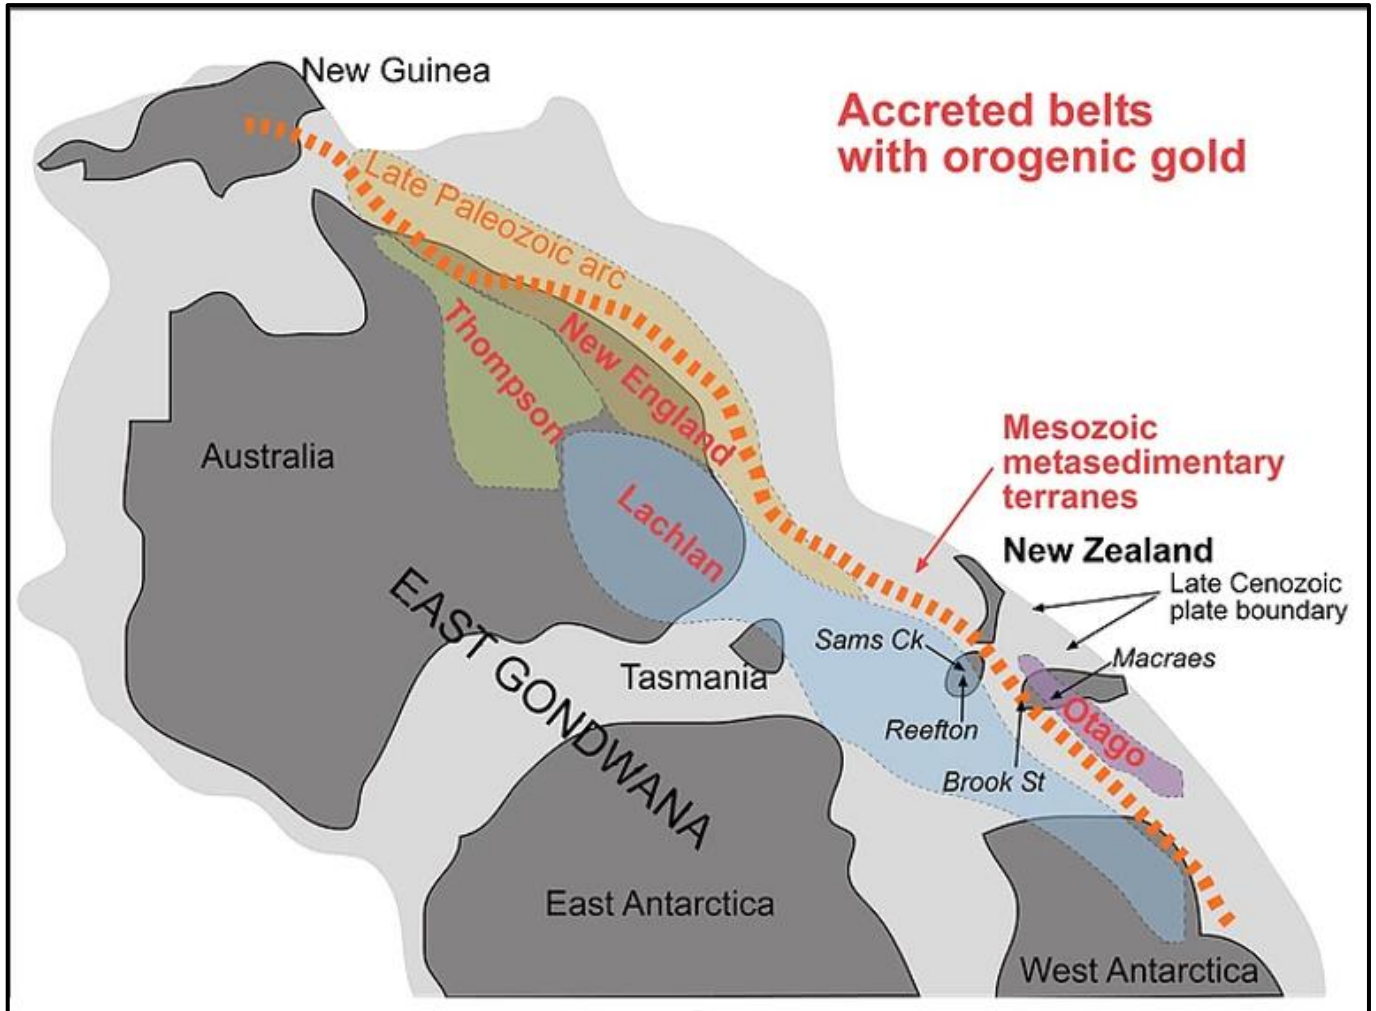 New Guinea
Accreted belts
with orogenic gold
Late Paleozoic arc
Thompson
New England
Australia
Lachlan
Mesozoic
metasedimentary
terranes
New Zealand
Late Cenozoic
plate boundary
EAST GONDWANA
Sams Ck
Macraes
Tasmania
Reefton
Otago
Brook St
East Antarctica
West Antarctica